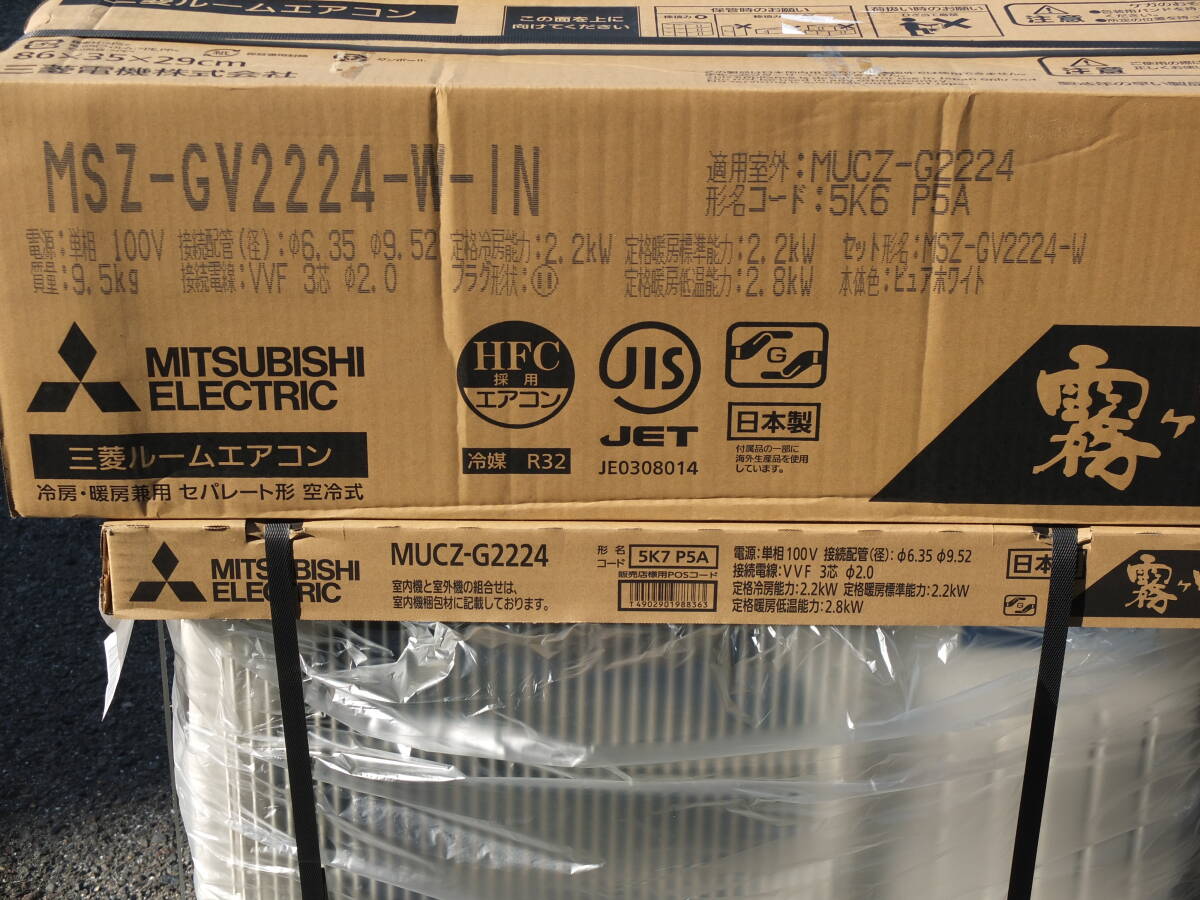 三菱ルームエアコン
この面を上に
向けてください
保管時のお願い
荷扱い時のお願い
注意
86×35×29cm
三菱電機株式会社
注意
MSZ-GV2224-W-IN
適用室外:MUCZ-G2224
形名コード:5K6 P5A
電源:単相 100V 接続配管(径):φ6.35 φ9.52 定格冷房能力:2.2kW 定格暖房標準能力:2.2kW セット形名:MSZ-GV2224-W
質量:9.5kg 接続電線:VVF 3芯 φ2.0 プラグ形状: 定格暖房低温能力:2.8kW 本体色:ピュアホワイト
MITSUBISHI
ELECTRIC
三菱ルームエアコン
冷房・暖房兼用 セパレート形 空冷式
HFC
採用
エアコン
冷媒 R32
JIS
JET
JE0308014
G
日本製
付属品の一部に
海外生産品を使用
しています。
霧ヶ
MITSUBISHI
ELECTRIC
MUCZ-G2224
室内機と室外機の組合せは、
室内機梱包材に記載しております。
形名
コード
5K7 P5A
販売店様用POSコード
T4902901988363
電源:単相100V 接続配管(径):φ6.35 φ9.52
接続電線:VVF 3芯 φ2.0
定格冷房能力:2.2kW 定格暖房標準能力:2.2kW
定格暖房低温能力:2.8kW
日本
G
霧ヶ